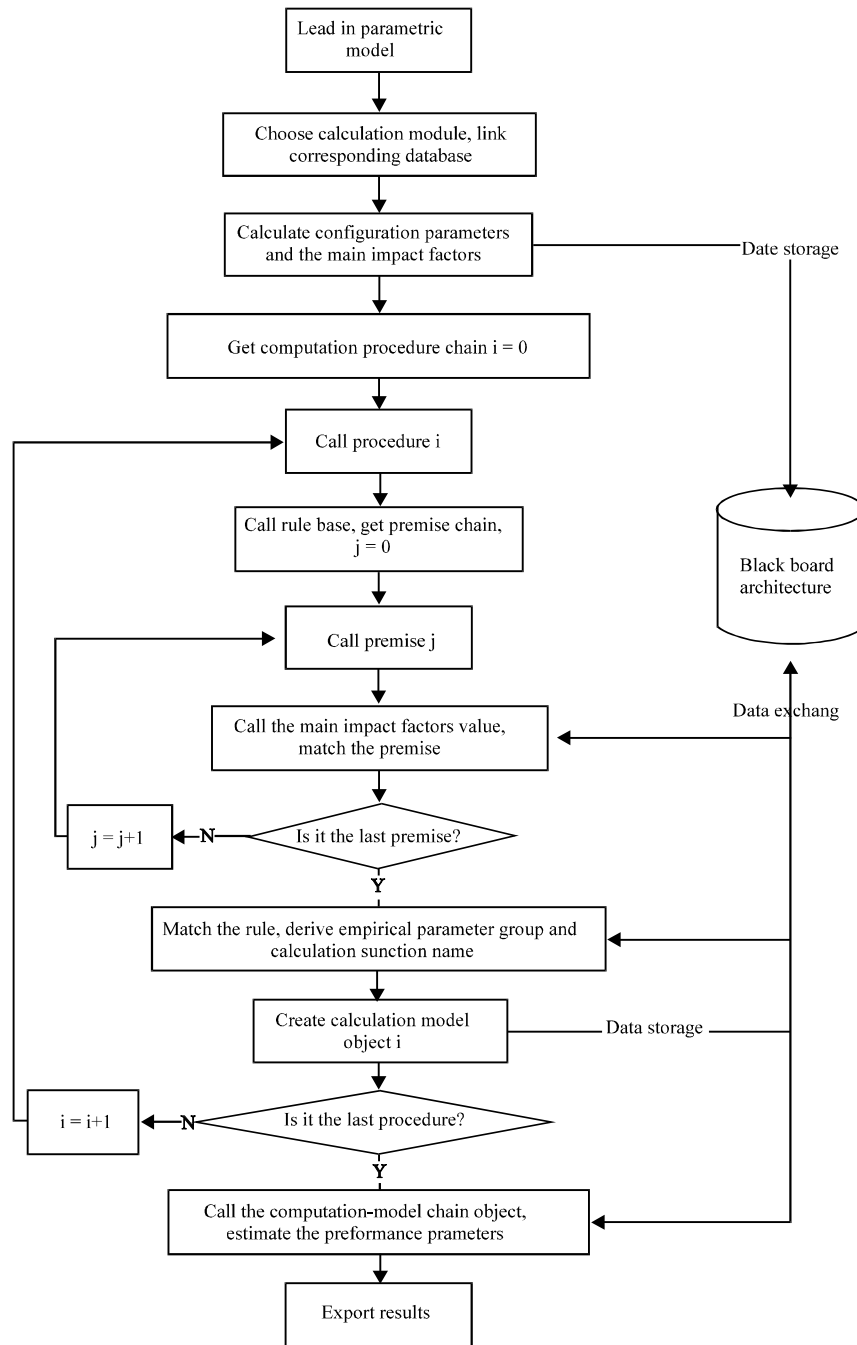 Lead in parametric
model
Choose calculation module, link
corresponding database
Calculate configuration parameters
and the main impact factors
Date storage
Get computation procedure chain i = 0
Call procedure i
Call rule base, get premise chain,
j = 0
Black board
architecture
Call premise j
Data exchang
Call the main impact factors value,
match the premise
j = j+1
N
Is it the last premise?
Y
Match the rule, derive empirical parameter group and
calculation sunction name
Create calculation model
object i
Data storage
i = i+1
N
Is it the last procedure?
Y
Call the computation-model chain object,
estimate the preformance prameters
Export results